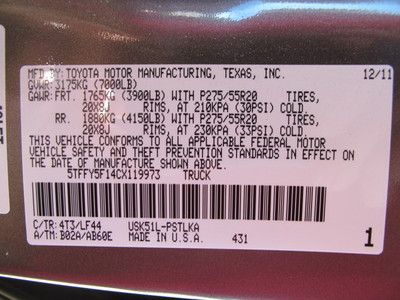 MFD.BY: TOYOTA MOTOR MANUFACTURING, TEXAS, INC. 12/11
GVWR: 3175KG (7000LB)
GAWR: FRT. 1765KG (3900LB) WITH P275/55R20 TIRES,
20X8J RIMS, AT 210KPA (30PSI) COLD
RR. 1880KG (4150LB) WITH P275/55R20 TIRES,
20X8J RIMS, AT 230KPA (33PSI) COLD
THIS VEHICLE CONFORMS TO ALL APPLICABLE FEDERAL MOTOR
VEHICLE SAFETY AND BUMPER STANDARDS IN EFFECT ON
THE DATE OF MANUFACTURE SHOWN ABOVE.
5TFFY5F14CX119973 TRUCK
C/TR: 4T3/LF44 USK51L-PSTLKA
A/TM: B02A/AB60E MADE IN U.S.A. 431 1